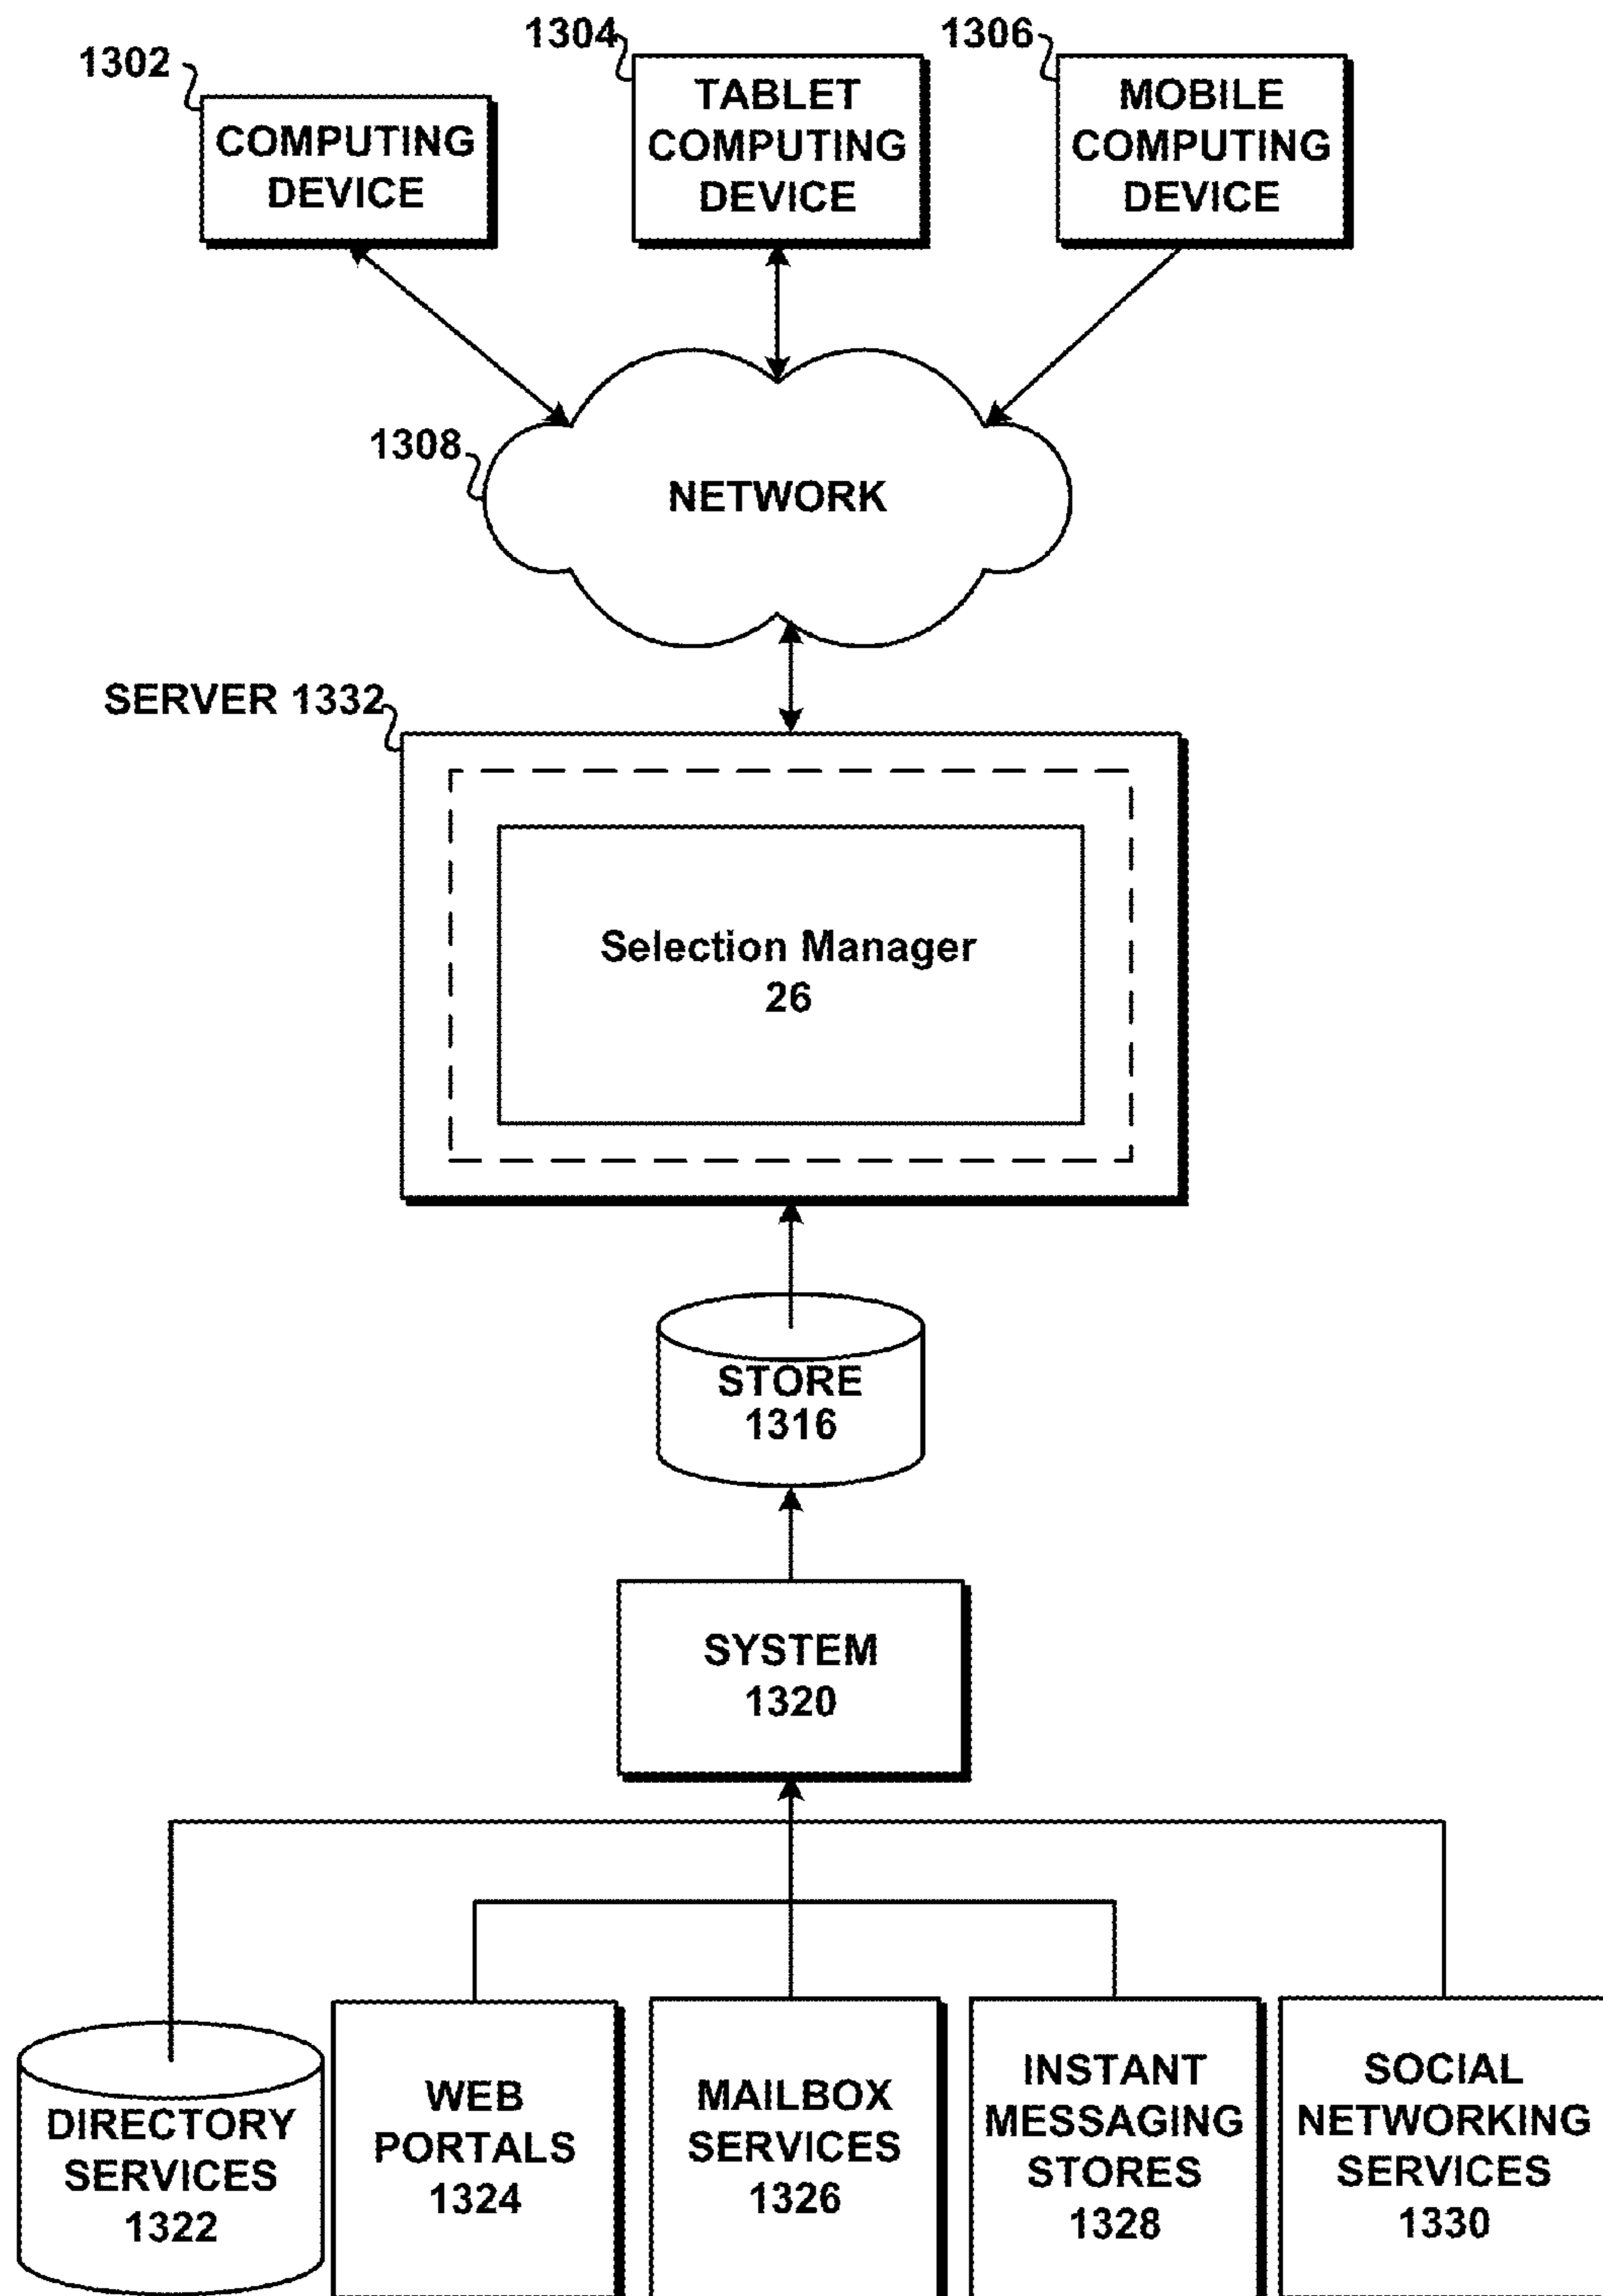 1302
COMPUTING
DEVICE
1304
TABLET
COMPUTING
DEVICE
1306
MOBILE
COMPUTING
DEVICE
1308
NETWORK
SERVER 1332
Selection Manager
26
STORE
1316
SYSTEM
1320
DIRECTORY
SERVICES
1322
WEB
PORTALS
1324
MAILBOX
SERVICES
1326
INSTANT
MESSAGING
STORES
1328
SOCIAL
NETWORKING
SERVICES
1330